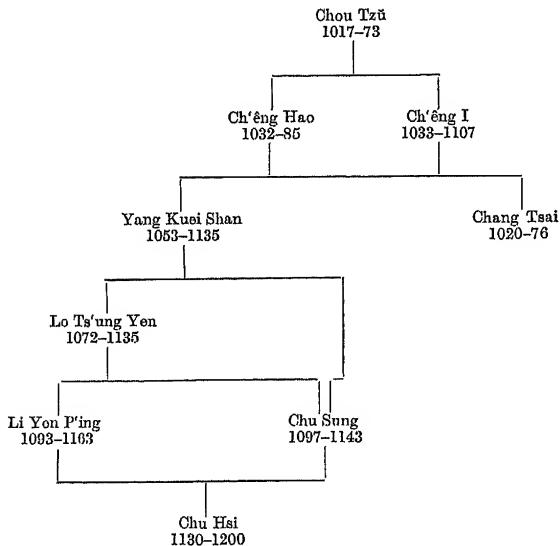 Chou Tzŭ
1017–73
Ch‘êng Hao
1032–85
Ch‘êng I
1033–1107
Yang Kuei Shan
1053–1135
Chang Tsai
1020–76
Lo Ts‘ung Yen
1072–1135
Li Yon P‘ing
1093–1163
Chu Sung
1097–1143
Chu Hsi
1130–1200